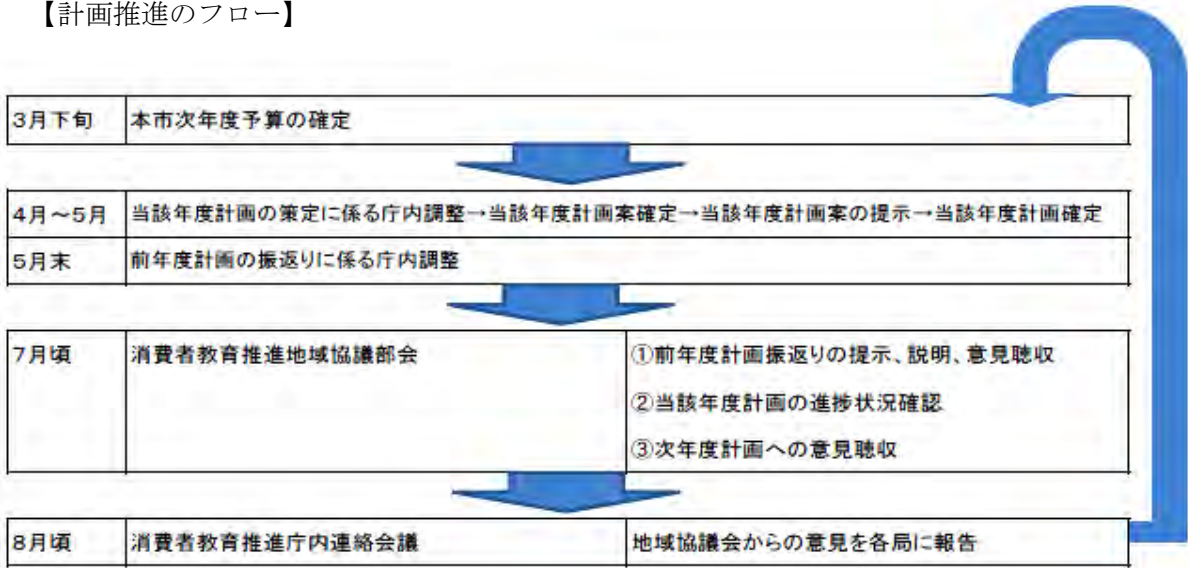 【計画推進のフロー】
3月下旬 本市次年度予算の確定
4月～5月 当該年度計画の策定に係る庁内調整→当該年度計画案確定→当該年度計画案の提示→当該年度計画確定
5月末 前年度計画の振返りに係る庁内調整
7月頃 消費者教育推進地域協議部会 ①前年度計画振返りの提示、説明、意見聴収
②当該年度計画の進捗状況確認
③次年度計画への意見聴収
8月頃 消費者教育推進庁内連絡会議 地域協議会からの意見を各局に報告